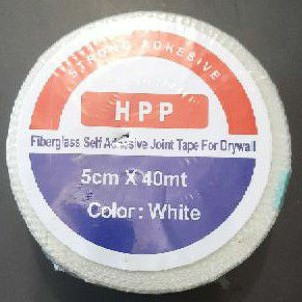 STRONG ADHESIVE
HPP
Fiberglass Self Adhesive Joint Tape For Drywall
5cm X 40mt
Color: White